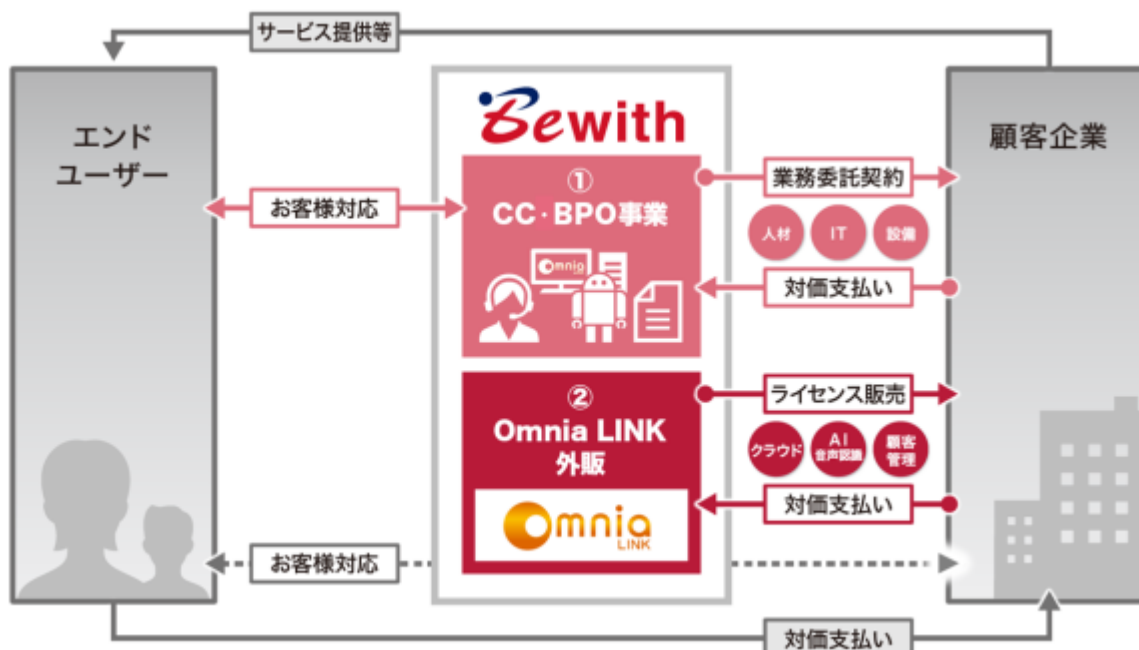 サービス提供等
エンド
ユーザー
Bewith
顧客企業
①
CC・BPO事業
Omnia
お客様対応
業務委託契約
人材
IT
設備
対価支払い
②
Omnia LINK
外販
Omnia
LINK
ライセンス販売
クラウド
AI
音声認識
顧客
管理
対価支払い
お客様対応
対価支払い